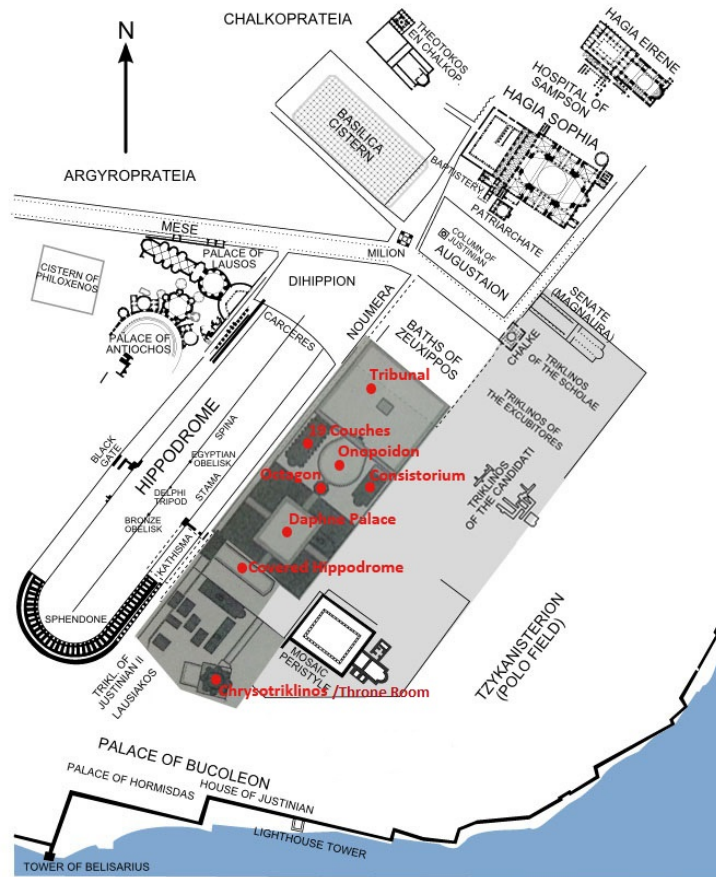 CHALKOPRATEIA
THEOTOKOS
EN CHALKOP.
HAGIA EIRENE
HOSPITAL OF
SAMPSON
N
BASILICA
CISTERN
HAGIA SOPHIA
ARGYROPRATEIA
BAPTISTERY
PATRIARCHATE
MESE
PALACE OF
LAUSOS
MILION
COLUMN OF
JUSTINIAN
AUGUSTAION
CISTERN OF
PHILOXENOS
DIHIPPION
SENATE
(MAGNAURA)
PALACE OF
ANTIOCHOS
CARCERES
NOUMERA
BATHS OF
ZEUXIPPOS
CHALKE
TRIKLINOS
OF THE SCHOLAE
Tribunal
TRIKLINOS OF
THE EXCUBITORES
BLACK
GATE
HIPPODROME
SPINA
EGYPTIAN
OBELISK
19 Couches
Onopoidon
Octagon
Consistorium
TRIKLINOS
OF THE CANDIDATI
DELPHI
TRIPOD
STAMA
BRONZE
OBELISK
KATHISMA
Daphne Palace
Covered Hippodrome
SPHENDONE
MOSAIC
PERISTYLE
TZYKANISTERION
(POLO FIELD)
TRIKL OF
JUSTINIAN II
LAUSIAKOS
Chrysotriklinos /Throne Room
PALACE OF BUCOLEON
PALACE OF HORMISDAS
HOUSE OF JUSTINIAN
LIGHTHOUSE TOWER
TOWER OF BELISARIUS